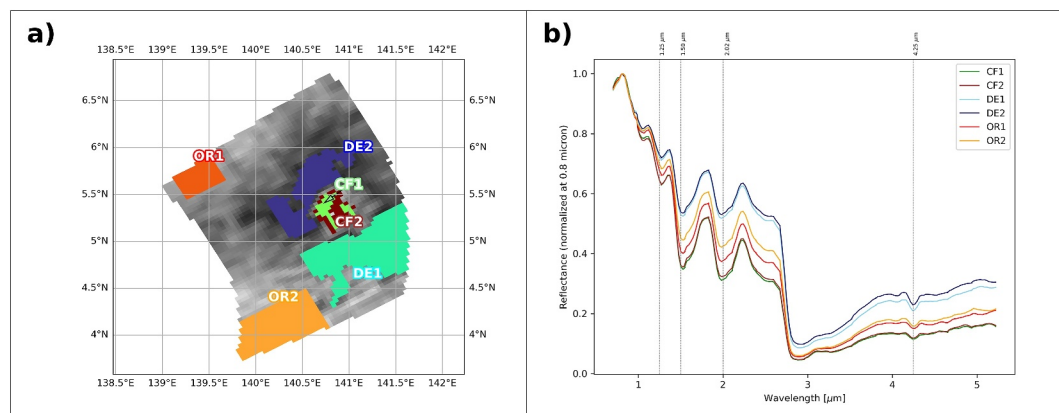 a)
138.5°E 139°E 139.5°E 140°E 140.5°E 141°E 141.5°E 142°E
6.5°N 6.5°N
6°N 6°N
5.5°N 5.5°N
5°N 5°N
4.5°N 4.5°N
4°N 4°N
OR1
DE2
CF1
CF2
DE1
OR2
138.5°E 139°E 139.5°E 140°E 140.5°E 141°E 141.5°E 142°E
b)
1.25 μm
1.50 μm
2.02 μm
4.25 μm
Reflectance (normalized at 0.8 micron)
1.0
0.8
0.6
0.4
0.2
0.0
CF1
CF2
DE1
DE2
OR1
OR2
1 2 3 4 5
Wavelength [μm]